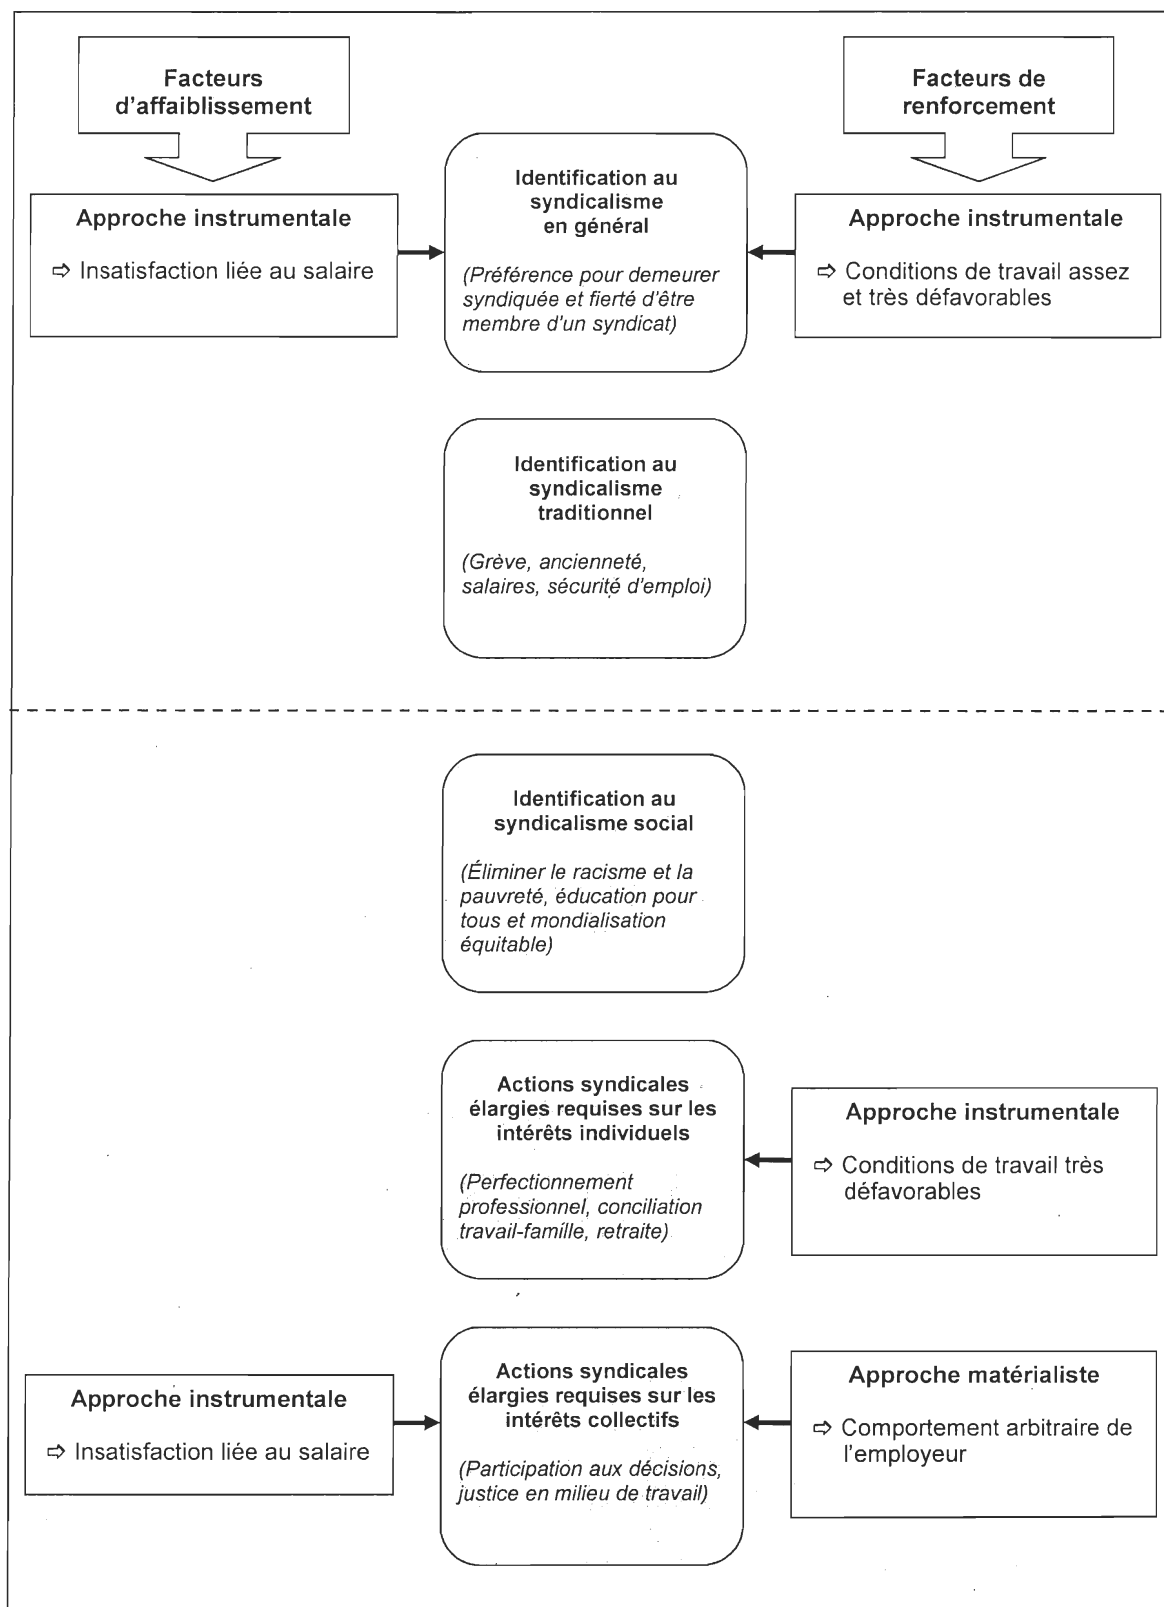 Facteurs
d'affaiblissement
Facteurs de
renforcement
Approche instrumentale
⇨ Insatisfaction liée au salaire
Identification au
syndicalisme
en général
(Préférence pour demeurer
syndiquée et fierté d'être
membre d'un syndicat)
Approche instrumentale
⇨ Conditions de travail assez
et très défavorables
Identification au
syndicalisme
traditionnel
(Grève, ancienneté,
salaires, sécurité d'emploi)
Identification au
syndicalisme social
(Éliminer le racisme et la
pauvreté, éducation pour
tous et mondialisation
équitable)
Actions syndicales
élargies requises sur les
intérêts individuels
(Perfectionnement
professionnel, conciliation
travail-famille, retraite)
Approche instrumentale
⇨ Conditions de travail très
défavorables
Approche instrumentale
⇨ Insatisfaction liée au salaire
Actions syndicales
élargies requises sur les
intérêts collectifs
(Participation aux décisions,
justice en milieu de travail)
Approche matérialiste
⇨ Comportement arbitraire de
l'employeur